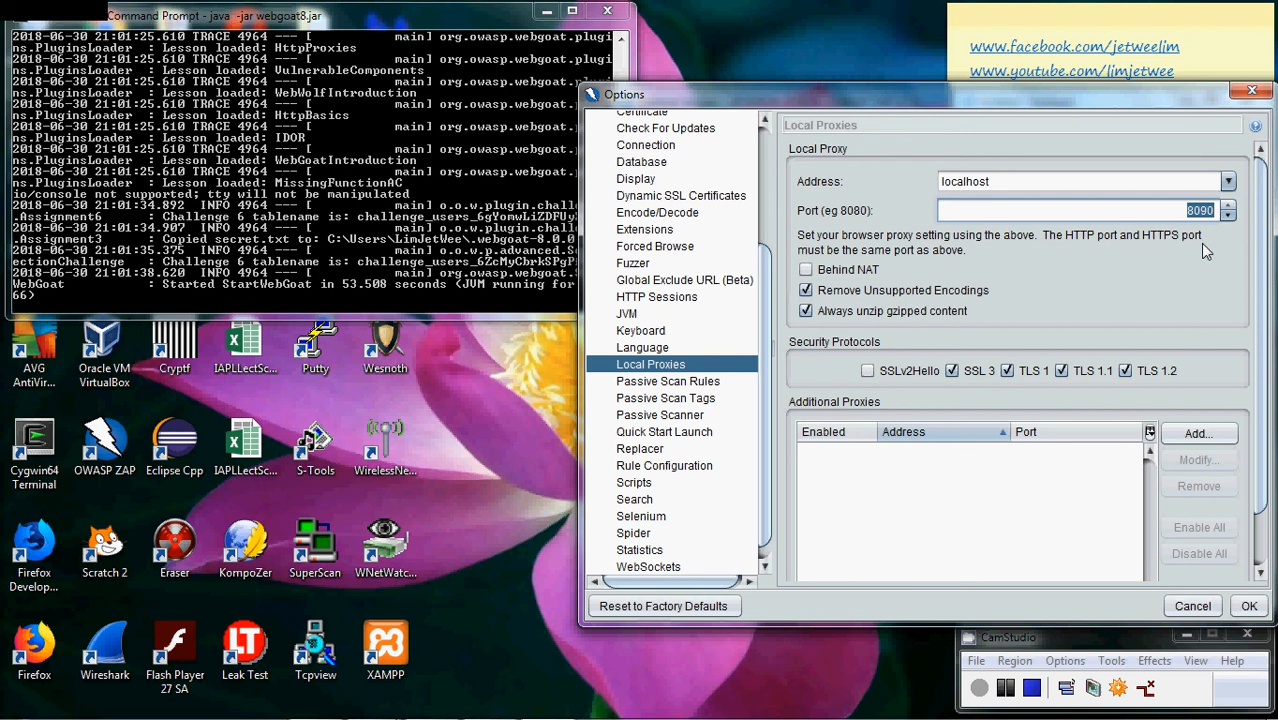 Command Prompt - java -jar webgoat8.jar
2018-06-30 21:01:25.610 TRACE 4964 --- [ main] org.owasp.webgoat.plugi
ns.PluginsLoader : Lesson loaded: HttpProxies
2018-06-30 21:01:25.610 TRACE 4964 --- [ main] org.owasp.webgoat.plugi
ns.PluginsLoader : Lesson loaded: VulnerableComponents
2018-06-30 21:01:25.610 TRACE 4964 --- [ main] org.owasp.webgoat.plugi
ns.PluginsLoader : Lesson loaded: WebWolfIntroduction
2018-06-30 21:01:25.610 TRACE 4964 --- [ main] org.owasp.webgoat.plugi
ns.PluginsLoader : Lesson loaded: HttpBasics
2018-06-30 21:01:25.610 TRACE 4964 --- [ main] org.owasp.webgoat.plugi
ns.PluginsLoader : Lesson loaded: IDOR
2018-06-30 21:01:25.610 TRACE 4964 --- [ main] org.owasp.webgoat.plugi
ns.PluginsLoader : Lesson loaded: WebGoatIntroduction
2018-06-30 21:01:25.610 TRACE 4964 --- [ main] org.owasp.webgoat.plugi
ns.PluginsLoader : Lesson loaded: MissingFunctionAC
io/console not supported; tty will not be manipulated
2018-06-30 21:01:34.892 INFO 4964 --- [ main] o.o.w.plugin.challe
.Assignment6 : Challenge 6 tablename is: challenge_users_6gYomwLiZDFUy
2018-06-30 21:01:34.907 INFO 4964 --- [ main] o.o.w.plugin.challe
.Assignment3 : Copied secret.txt to: C:\Users\LimJetWee\.webgoat-8.0.0
2018-06-30 21:01:35.375 INFO 4964 --- [ main] o.o.w.p.advanced.S
ectionChallenge : Challenge 6 tablename is: challenge_users_6ZcMyCbrkSPgP
2018-06-30 21:01:38.620 INFO 4964 --- [ main] org.owasp.webgoat.S
WebGoat : Started StartWebGoat in 53.508 seconds (JVM running for
66)
www.facebook.com/jetweelim
www.youtube.com/limjetwee
Options
Certificate
Check For Updates
Connection
Database
Display
Dynamic SSL Certificates
Encode/Decode
Extensions
Forced Browse
Fuzzer
Global Exclude URL (Beta)
HTTP Sessions
JVM
Keyboard
Language
Local Proxies
Passive Scan Rules
Passive Scan Tags
Passive Scanner
Quick Start Launch
Replacer
Rule Configuration
Scripts
Search
Selenium
Spider
Statistics
WebSockets
Local Proxies
Local Proxy
Address: localhost
Port (eg 8080): 8090
Set your browser proxy setting using the above. The HTTP port and HTTPS port
must be the same port as above.
Behind NAT
Remove Unsupported Encodings
Always unzip gzipped content
Security Protocols
SSLv2Hello SSL 3 TLS 1 TLS 1.1 TLS 1.2
Additional Proxies
Enabled Address Port
Add...
Modify...
Remove
Enable All
Disable All
Reset to Factory Defaults
Cancel OK
AVG
AntiVir...
Oracle VM
VirtualBox
Cryptf
IAPLLectSc...
Putty
Wesnoth
Cygwin64
Terminal
OWASP ZAP
Eclipse Cpp
IAPLLectSc...
S-Tools
WirelessNe...
Firefox
Develop...
Scratch 2
Eraser
KompoZer
SuperScan
WNetWatc...
Firefox
Wireshark
Flash Player
27 SA
LT
Leak Test
Tcpview
XAMPP
CamStudio
File Region Options Tools Effects View Help